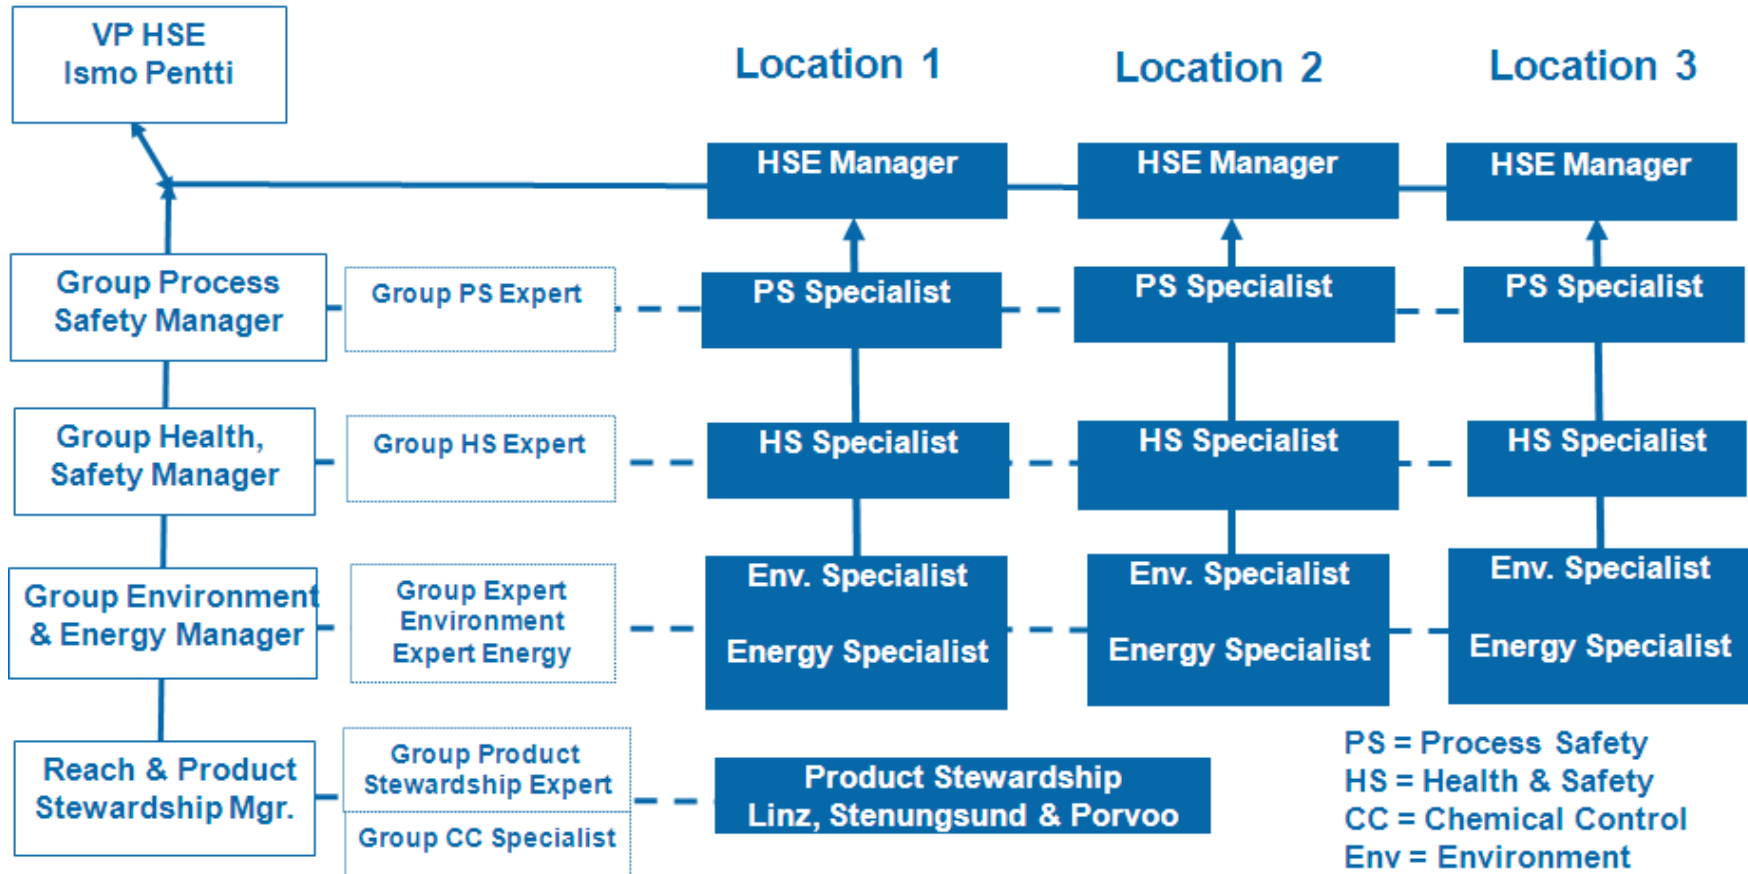 VP HSE
Ismo Pentti
Location 1
Location 2
Location 3
HSE Manager
HSE Manager
HSE Manager
Group Process
Safety Manager
Group PS Expert
PS Specialist
PS Specialist
PS Specialist
Group Health,
Safety Manager
Group HS Expert
HS Specialist
HS Specialist
HS Specialist
Group Environment
& Energy Manager
Group Expert
Environment
Expert Energy
Env. Specialist
Energy Specialist
Env. Specialist
Energy Specialist
Env. Specialist
Energy Specialist
Reach & Product
Stewardship Mgr.
Group Product
Stewardship Expert
Group CC Specialist
Product Stewardship
Linz, Stenungsund & Porvoo
PS = Process Safety
HS = Health & Safety
CC = Chemical Control
Env = Environment